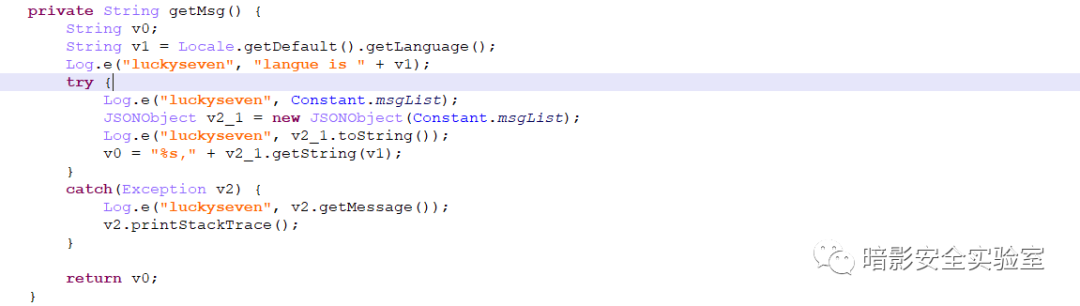 private String getMsg() {
    String v0;
    String v1 = Locale.getDefault().getLanguage();
    Log.e("luckyseven", "langue is " + v1);
    try {
        Log.e("luckyseven", Constant.msgList);
        JSONObject v2_1 = new JSONObject(Constant.msgList);
        Log.e("luckyseven", v2_1.toString());
        v0 = "%s," + v2_1.getString(v1);
    }
    catch(Exception v2) {
        Log.e("luckyseven", v2.getMessage());
        v2.printStackTrace();
    }

    return v0;
}
暗影安全实验室